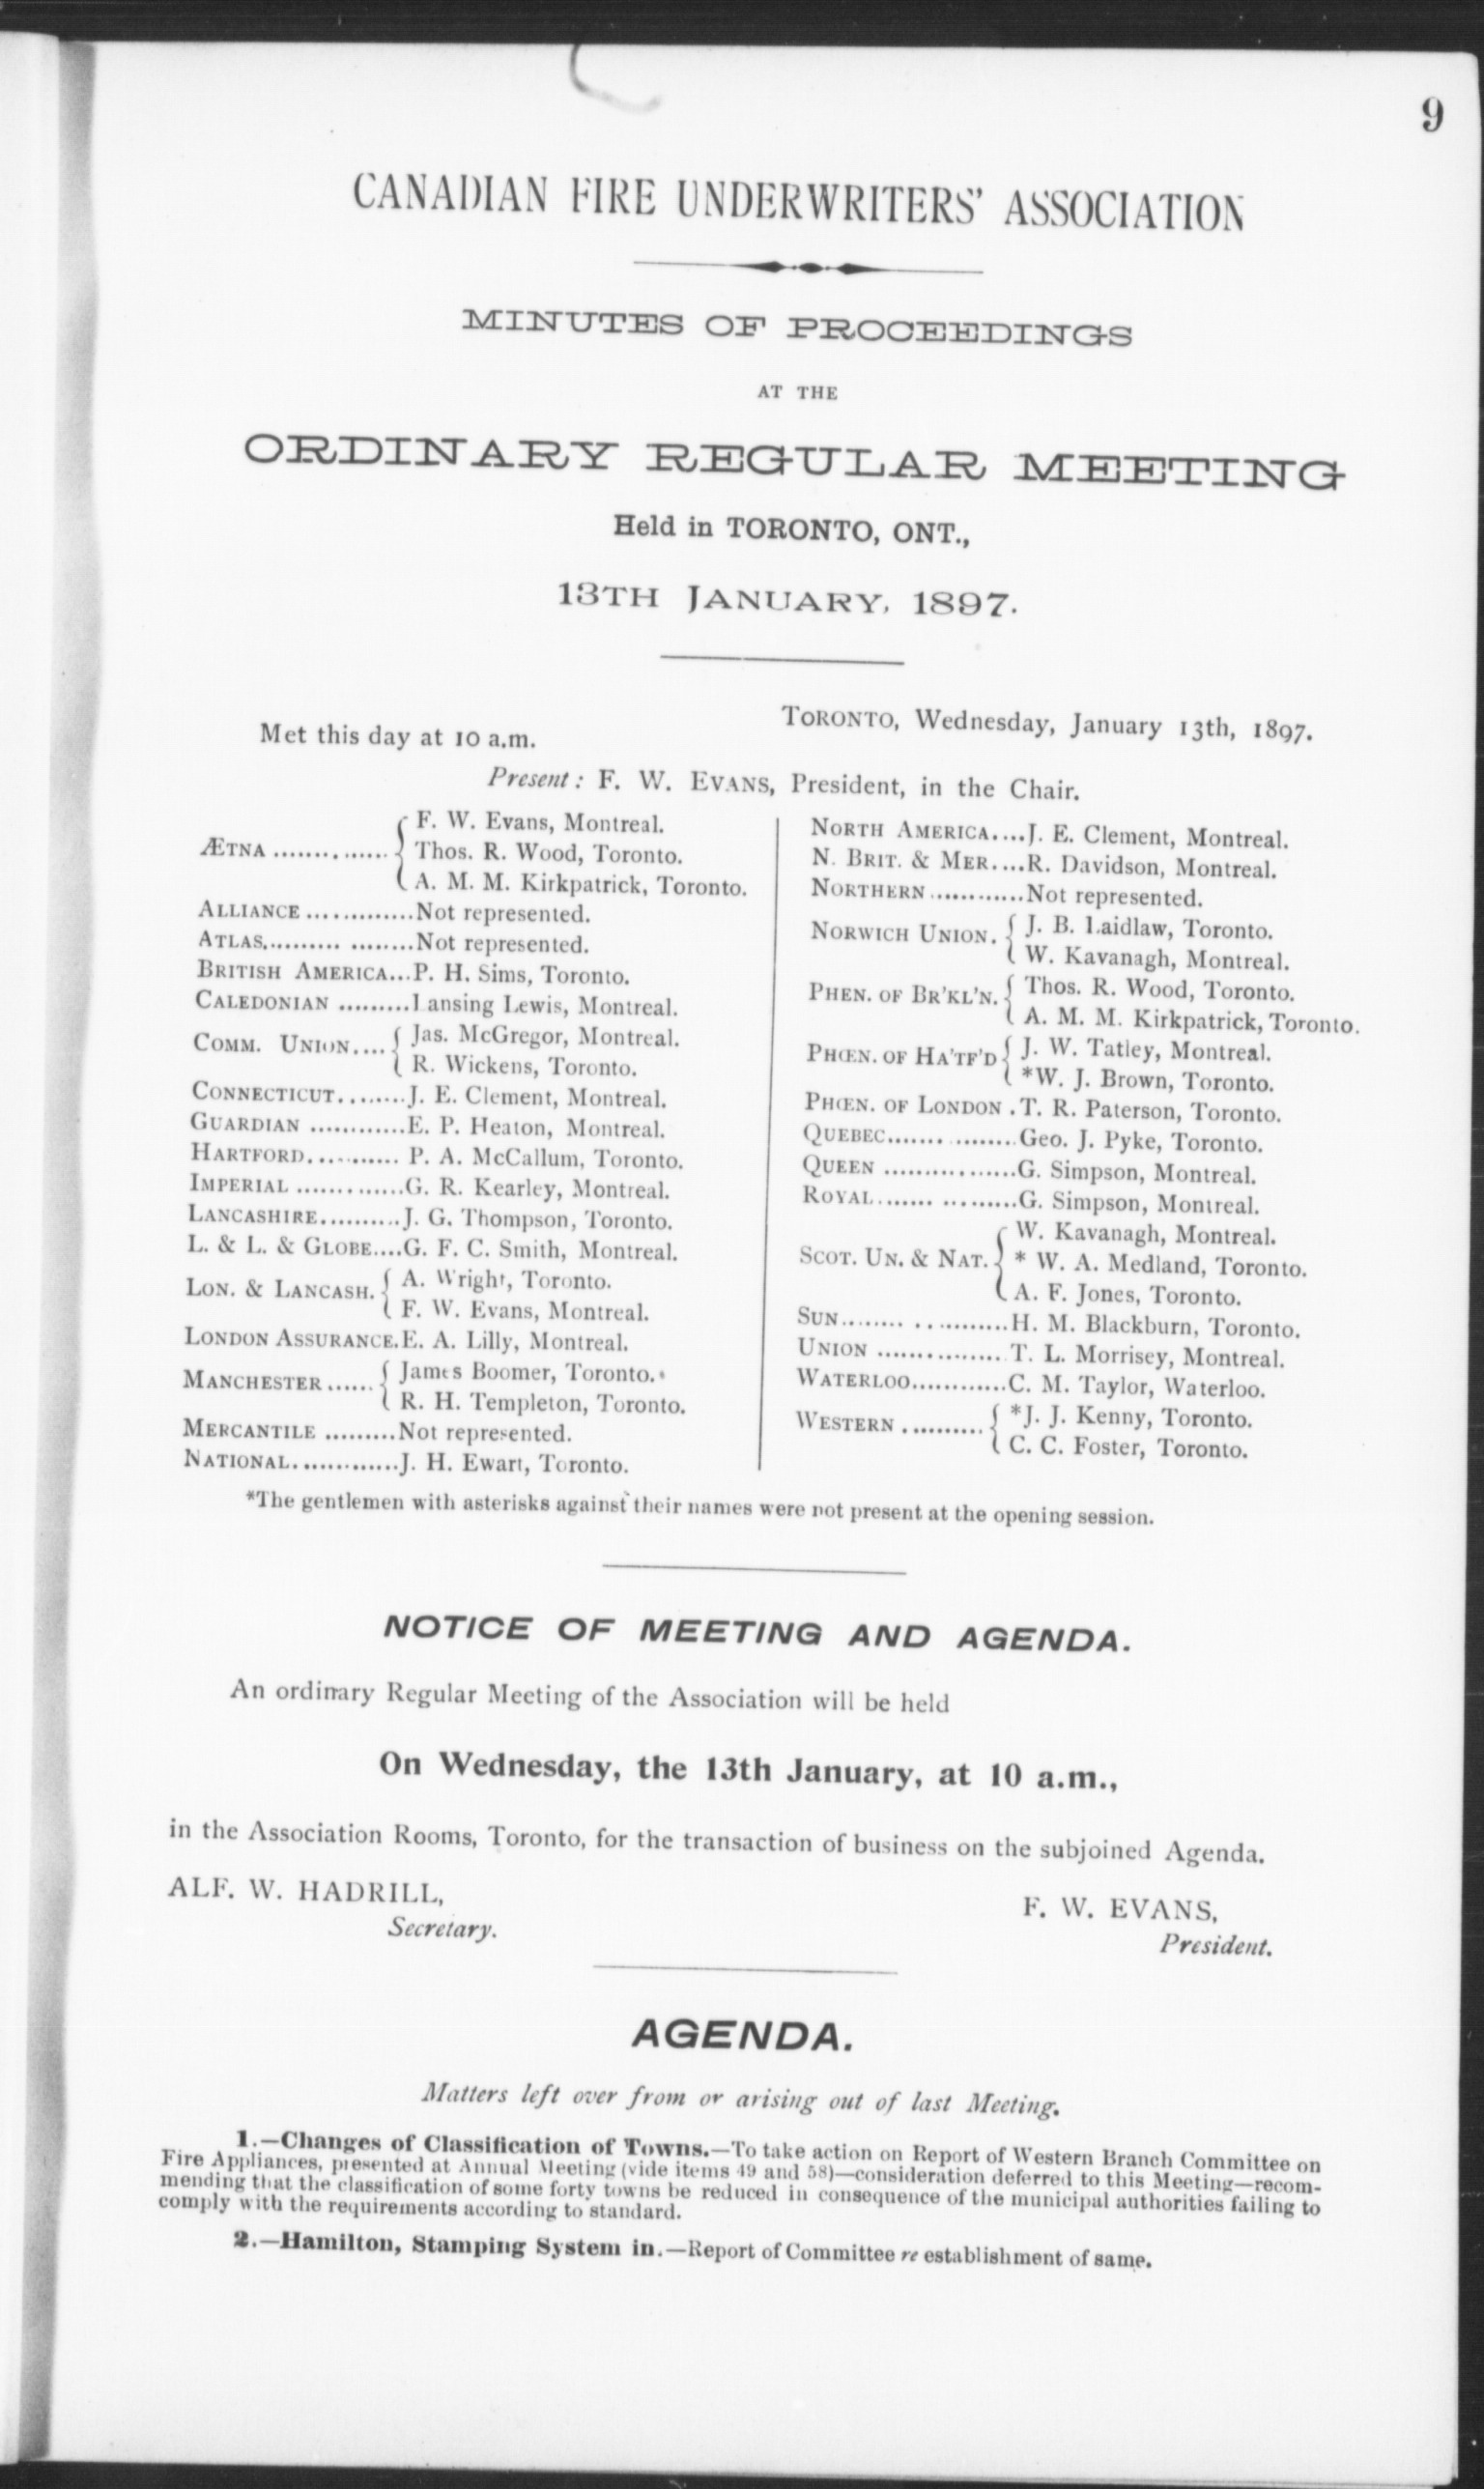 9
CANADIAN FIRE UNDERWRITERS' ASSOCIATION
MINUTES OF PROCEEDINGS
AT THE
ORDINARY REGULAR MEETING
Held in TORONTO, ONT.,
13TH JANUARY, 1897.
TORONTO, Wednesday, January 13th, 1897.
Met this day at 10 a.m.
Present: F. W. EVANS, President, in the Chair.
ÆTNA .............. { F. W. Evans, Montreal.
Thos. R. Wood, Toronto.
A. M. M. Kirkpatrick, Toronto.
ALLIANCE .............Not represented.
ATLAS.......... ........Not represented.
BRITISH AMERICA...P. H. Sims, Toronto.
CALEDONIAN .........Lansing Lewis, Montreal.
COMM. UNION.... { Jas. McGregor, Montreal.
R. Wickens, Toronto.
CONNECTICUT........J. E. Clement, Montreal.
GUARDIAN ............E. P. Heaton, Montreal.
HARTFORD............ P. A. McCallum, Toronto.
IMPERIAL .............G. R. Kearley, Montreal.
LANCASHIRE..........J. G. Thompson, Toronto.
L. & L. & GLOBE....G. F. C. Smith, Montreal.
LON. & LANCASH. { A. Wright, Toronto.
F. W. Evans, Montreal.
LONDON ASSURANCE.E. A. Lilly, Montreal.
MANCHESTER ...... { James Boomer, Toronto.
R. H. Templeton, Toronto.
MERCANTILE .........Not represented.
NATIONAL.............J. H. Ewart, Toronto.
NORTH AMERICA....J. E. Clement, Montreal.
N. BRIT. & MER....R. Davidson, Montreal.
NORTHERN ............Not represented.
NORWICH UNION. { J. B. Laidlaw, Toronto.
W. Kavanagh, Montreal.
PHEN. OF BR'KL'N. { Thos. R. Wood, Toronto.
A. M. M. Kirkpatrick, Toronto.
PHŒN. OF HA'TF'D { J. W. Tatley, Montreal.
*W. J. Brown, Toronto.
PHŒN. OF LONDON .T. R. Paterson, Toronto.
QUEBEC....... .........Geo. J. Pyke, Toronto.
QUEEN .................G. Simpson, Montreal.
ROYAL....... ..........G. Simpson, Montreal.
SCOT. UN. & NAT. { W. Kavanagh, Montreal.
* W. A. Medland, Toronto.
A. F. Jones, Toronto.
SUN........ ............H. M. Blackburn, Toronto.
UNION ................T. L. Morrisey, Montreal.
WATERLOO............C. M. Taylor, Waterloo.
WESTERN .......... { *J. J. Kenny, Toronto.
C. C. Foster, Toronto.
*The gentlemen with asterisks against their names were not present at the opening session.
NOTICE OF MEETING AND AGENDA.
An ordinary Regular Meeting of the Association will be held
On Wednesday, the 13th January, at 10 a.m.,
in the Association Rooms, Toronto, for the transaction of business on the subjoined Agenda.
ALF. W. HADRILL,
Secretary.
F. W. EVANS,
President.
AGENDA.
Matters left over from or arising out of last Meeting.
1.—Changes of Classification of Towns.—To take action on Report of Western Branch Committee on
Fire Appliances, presented at Annual Meeting (vide items 49 and 58)—consideration deferred to this Meeting—recom-
mending that the classification of some forty towns be reduced in consequence of the municipal authorities failing to
comply with the requirements according to standard.
2.—Hamilton, Stamping System in.—Report of Committee re establishment of same.